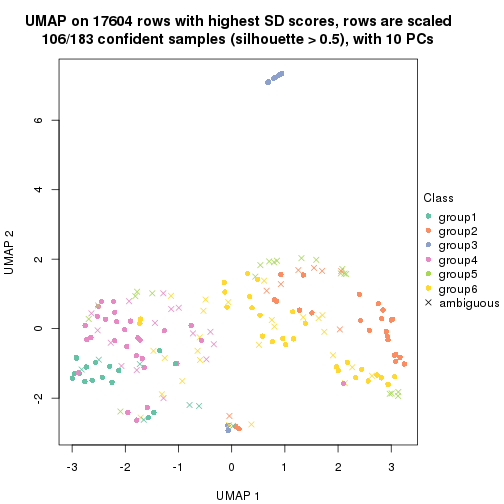 UMAP on 17604 rows with highest SD scores, rows are scaled
106/183 confident samples (silhouette > 0.5), with 10 PCs
UMAP 2
6
4
2
0
-2
-3
-2
-1
0
1
2
3
UMAP 1
Class
group1
group2
group3
group4
group5
group6
ambiguous